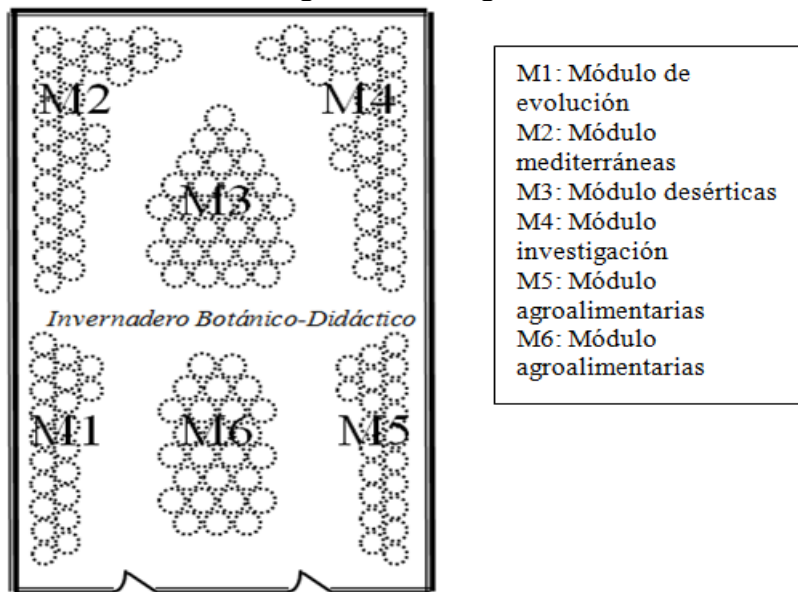 M2
M4
M3
Invernadero Botánico-Didáctico
M1
M6
M5
M1: Módulo de
evolución
M2: Módulo
mediterráneas
M3: Módulo desérticas
M4: Módulo
investigación
M5: Módulo
agroalimentarias
M6: Módulo
agroalimentarias